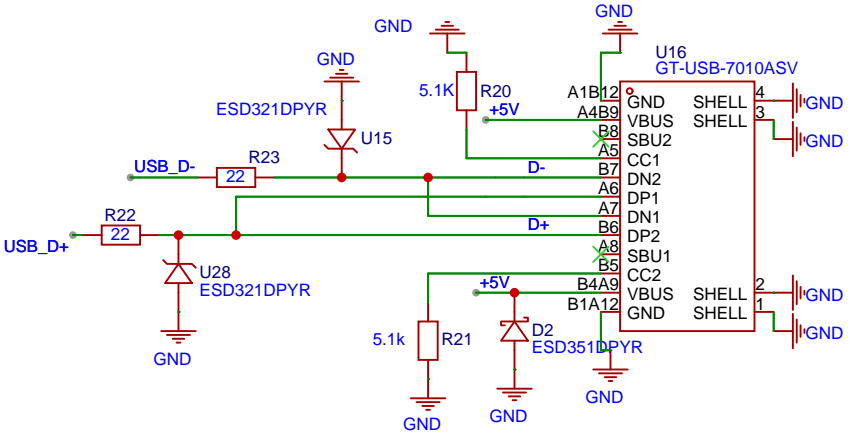 GND
GND
U16
GT-USB-7010ASV
GND
5.1K
R20
A1B12
GND
SHELL
4
GND
ESD321DPYR
+5V
A4B9
VBUS
SHELL
3
U15
B8
SBU2
GND
R23
A5
CC1
USB_D-
22
D-
B7
DN2
A6
DP1
R22
A7
DN1
22
D+
B6
DP2
USB_D+
A8
SBU1
U28
B5
CC2
ESD321DPYR
+5V
B4A9
VBUS
SHELL
2
GND
B1A12
GND
SHELL
1
5.1k
R21
D2
GND
ESD351DPYR
GND
GND
GND
GND